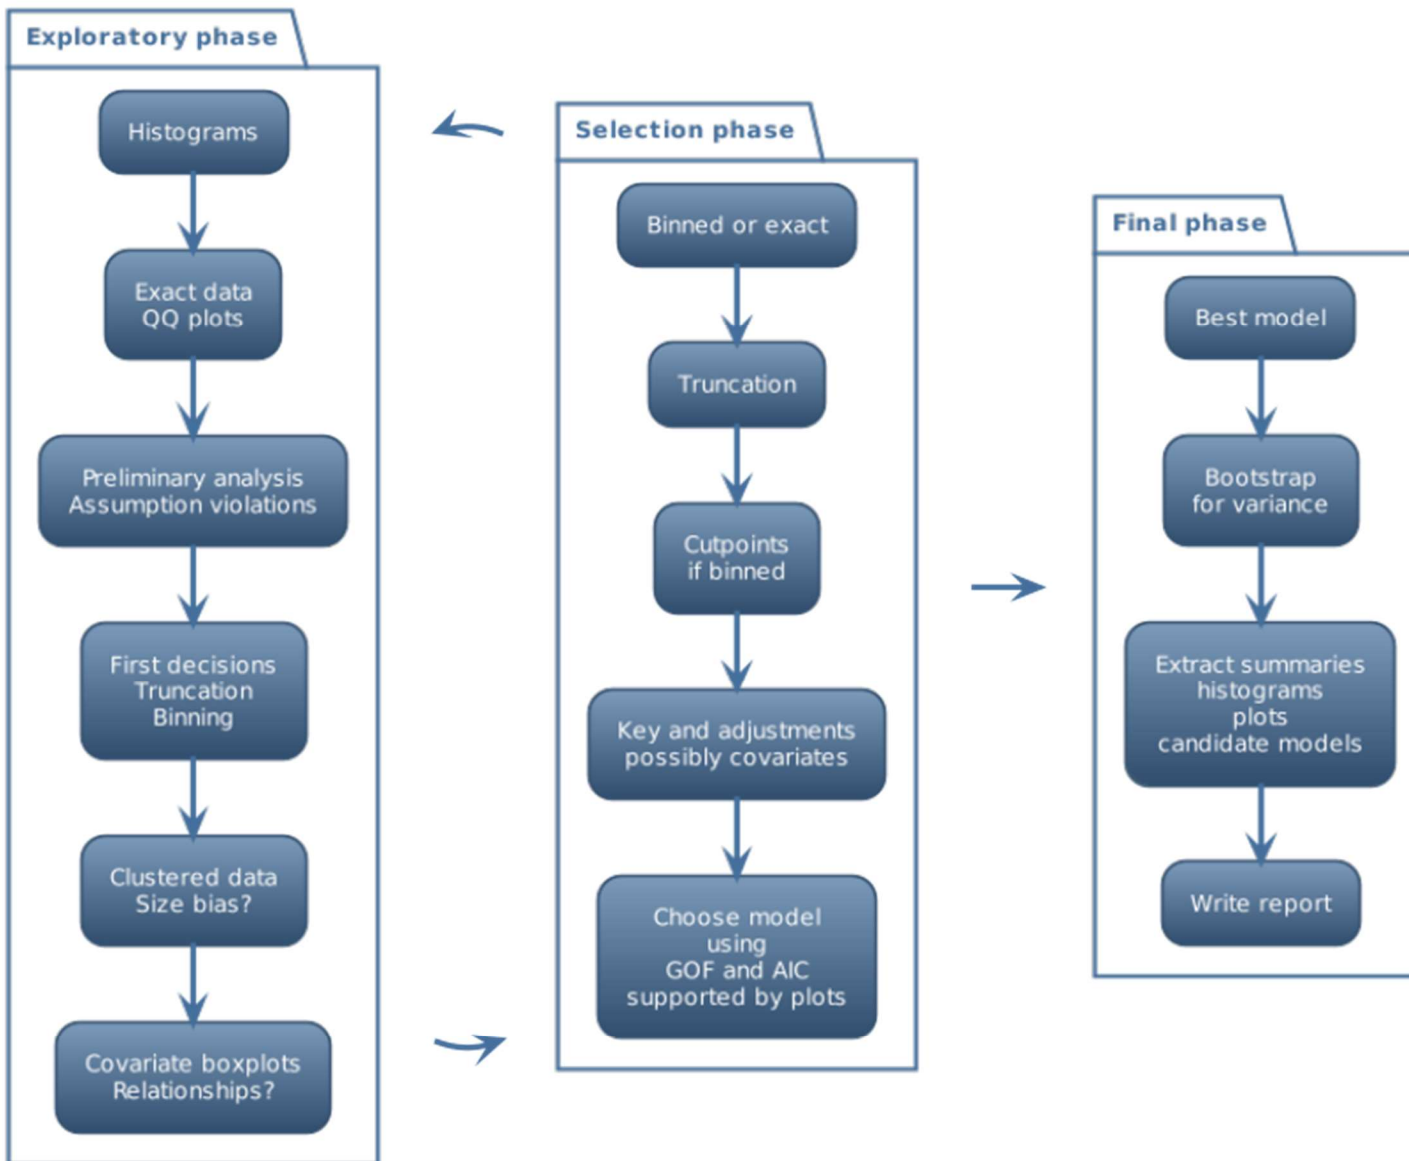 Exploratory phase
Histograms
Exact data
QQ plots
Preliminary analysis
Assumption violations
First decisions
Truncation
Binning
Clustered data
Size bias?
Covariate boxplots
Relationships?
Selection phase
Binned or exact
Truncation
Cutpoints
if binned
Key and adjustments
possibly covariates
Choose model
using
GOF and AIC
supported by plots
Final phase
Best model
Bootstrap
for variance
Extract summaries
histograms
plots
candidate models
Write report